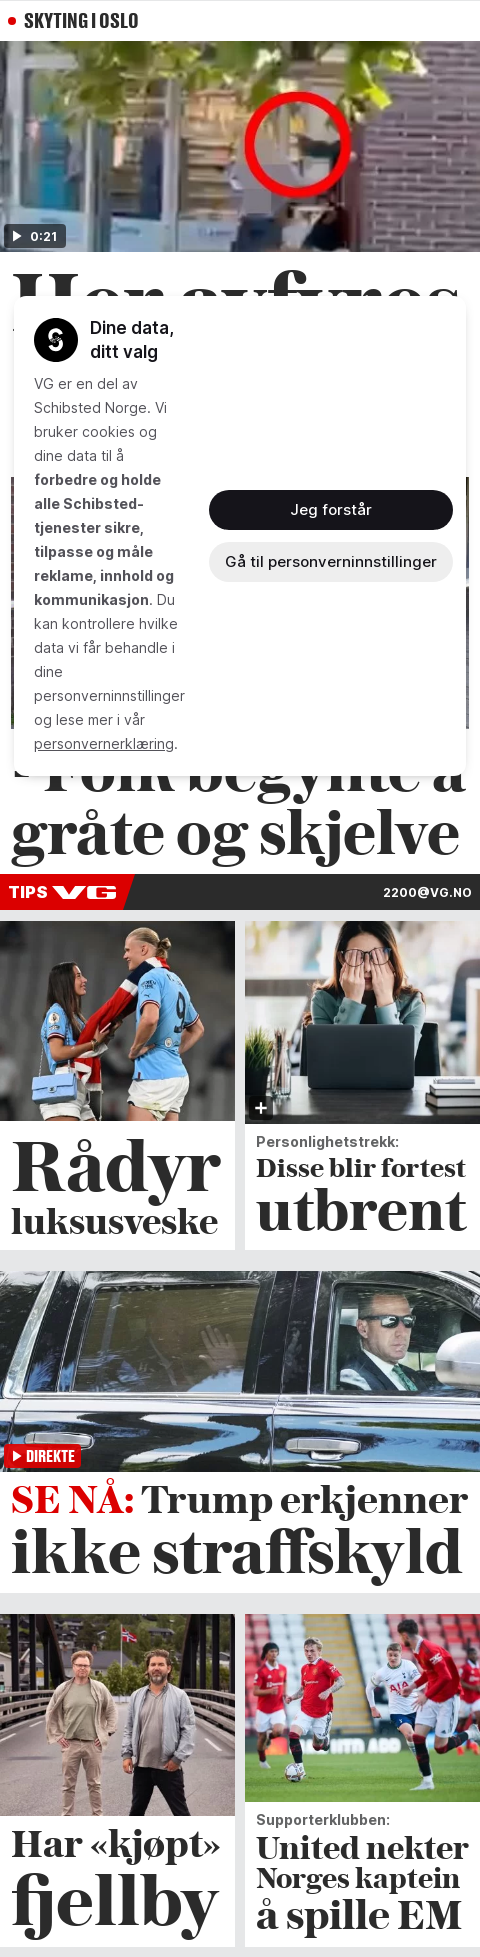 SKYTING I OSLO
0:21
Her avfyres
Dine data,
ditt valg
VG er en del av
Schibsted Norge. Vi
bruker cookies og
dine data til å
forbedre og holde
alle Schibsted-
tjenester sikre,
tilpasse og måle
reklame, innhold og
kommunikasjon. Du
kan kontrollere hvilke
data vi får behandle i
dine
personverninnstillinger
og lese mer i vår
personvernerklæring.
Jeg forstår
Gå til personverninnstillinger
- Folk begynte å
gråte og skjelve
TIPS VG
2200@VG.NO
Rådyr
luksusveske
Personlighetstrekk:
Disse blir fortest
utbrent
DIREKTE
SE NÅ: Trump erkjenner
ikke straffskyld
Har «kjøpt»
fjellby
Supporterklubben:
United nekter
Norges kaptein
å spille EM